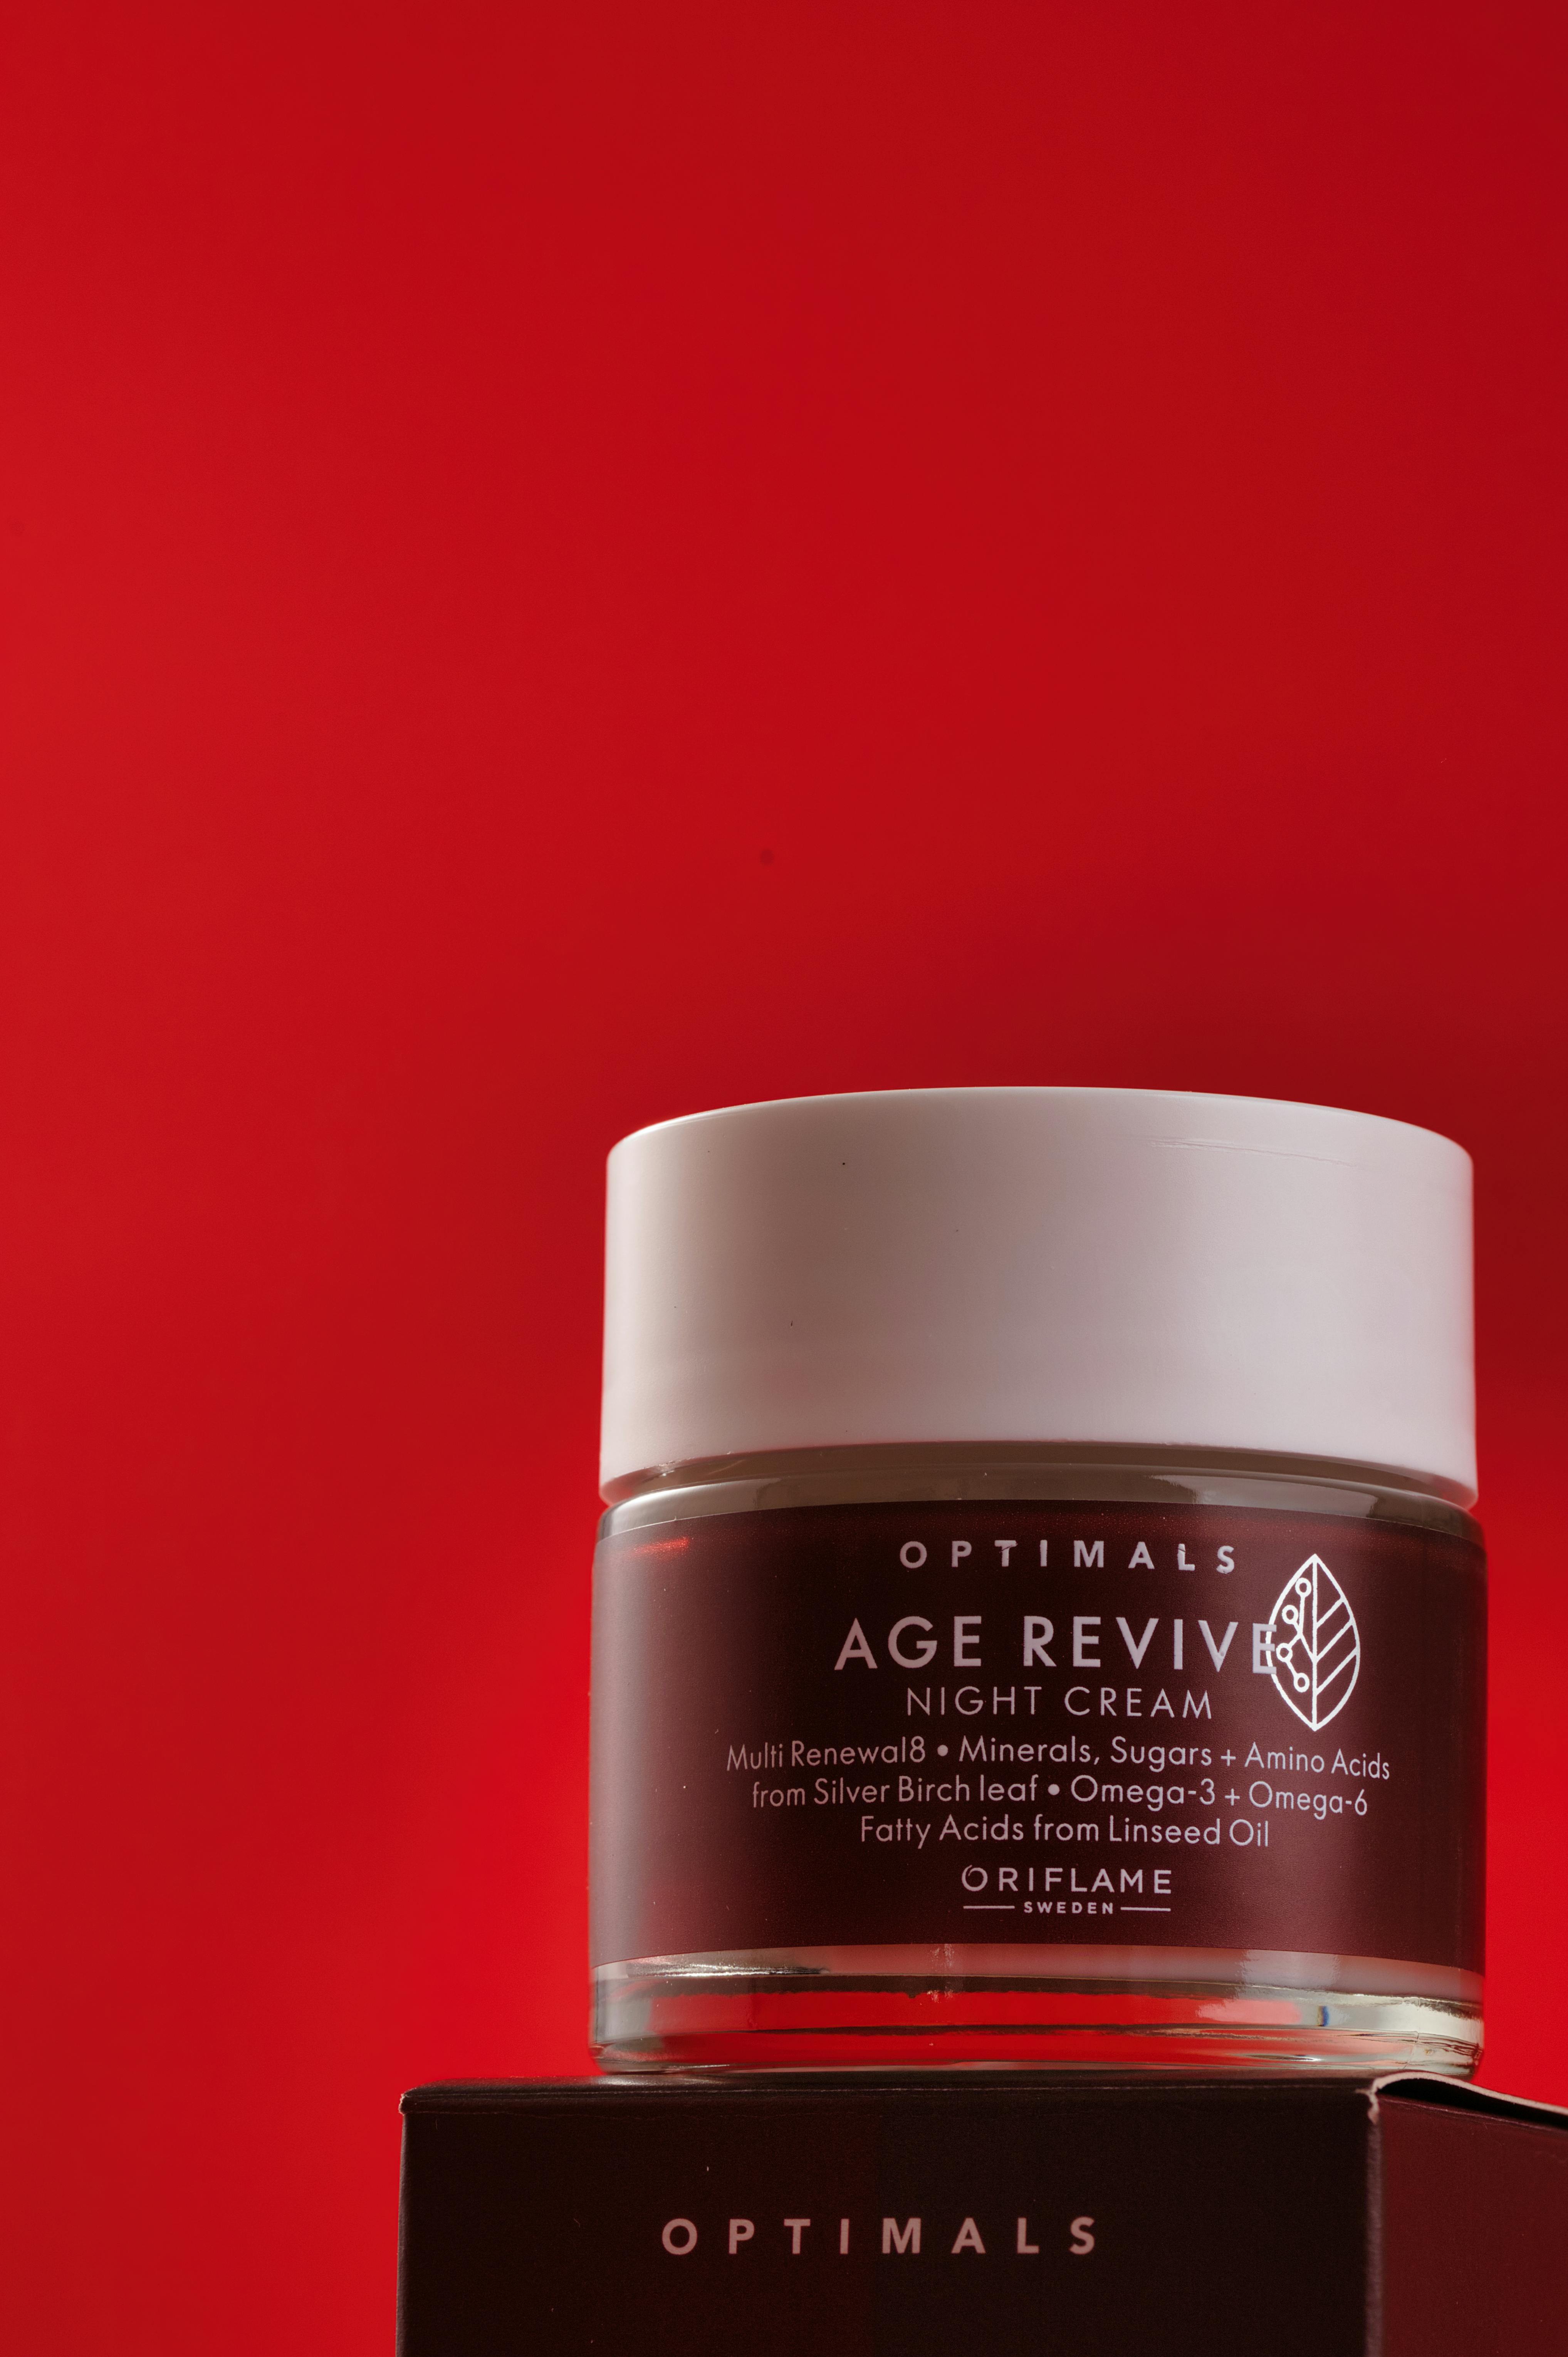 OPTIMALS
AGE REVIVE
NIGHT CREAM
Multi Renewal8 • Minerals, Sugars + Amino Acids
from Silver Birch leaf • Omega-3 + Omega-6
Fatty Acids from Linseed Oil
ORIFLAME
SWEDEN
OPTIMALS